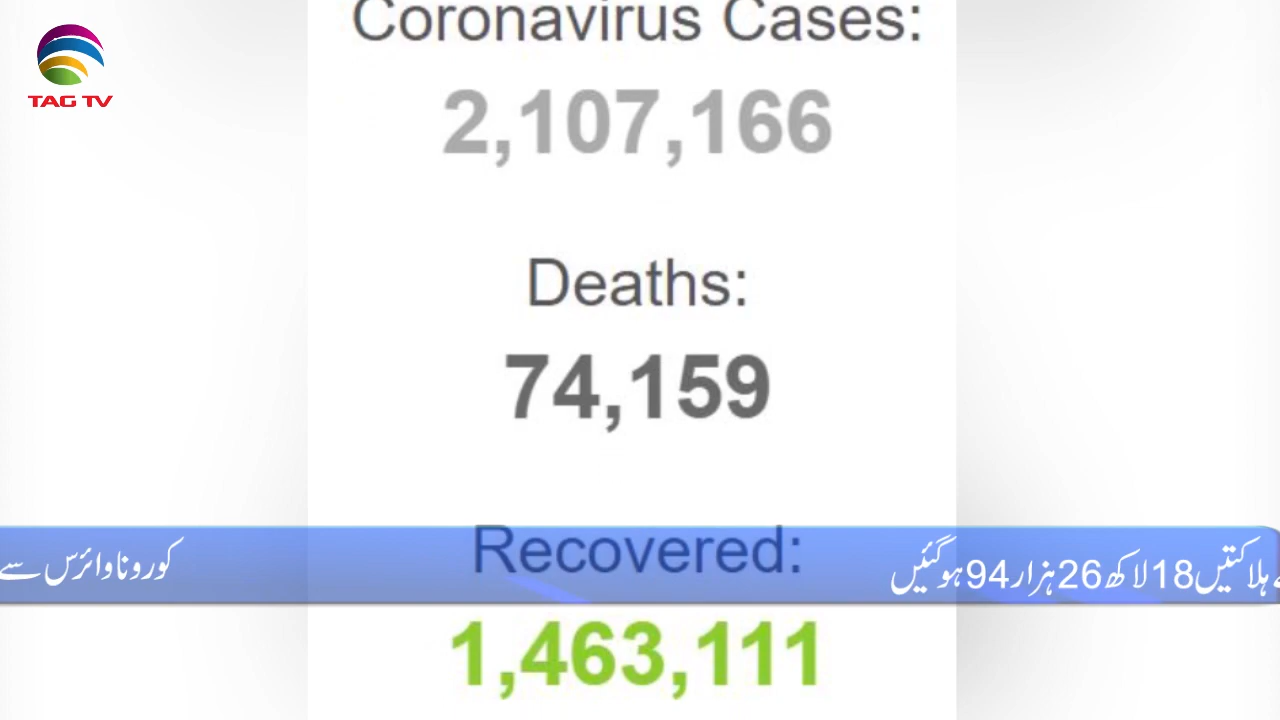 TAG TV
Coronavirus Cases:
2,107,166
Deaths:
74,159
Recovered:
ہلاکتیں 18 لاکھ 26 ہزار 94 ہوگئیں
کورونا وائرس سے
1,463,111